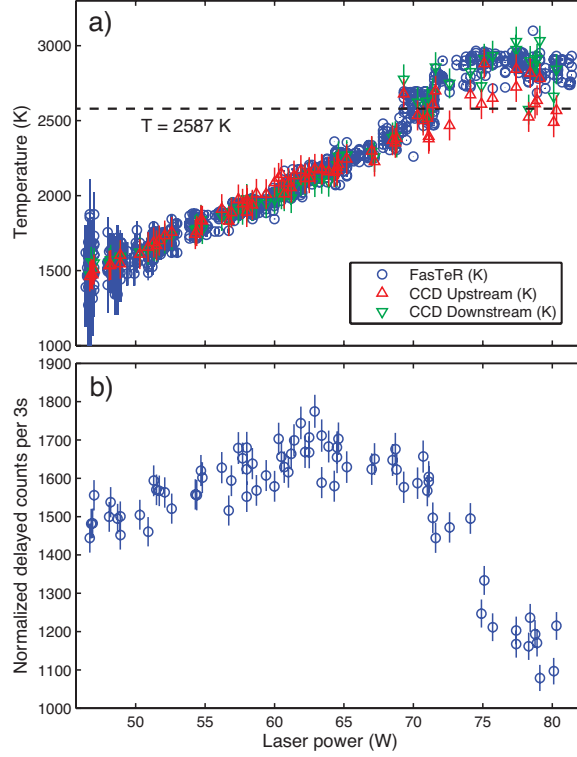 a)
3000
2500
2000
1500
1000
Temperature (K)
T = 2587 K
FasTeR (K)
CCD Upstream (K)
CCD Downstream (K)
b)
1900
1800
1700
1600
1500
1400
1300
1200
1100
1000
Normalized delayed counts per 3s
50 55 60 65 70 75 80
Laser power (W)